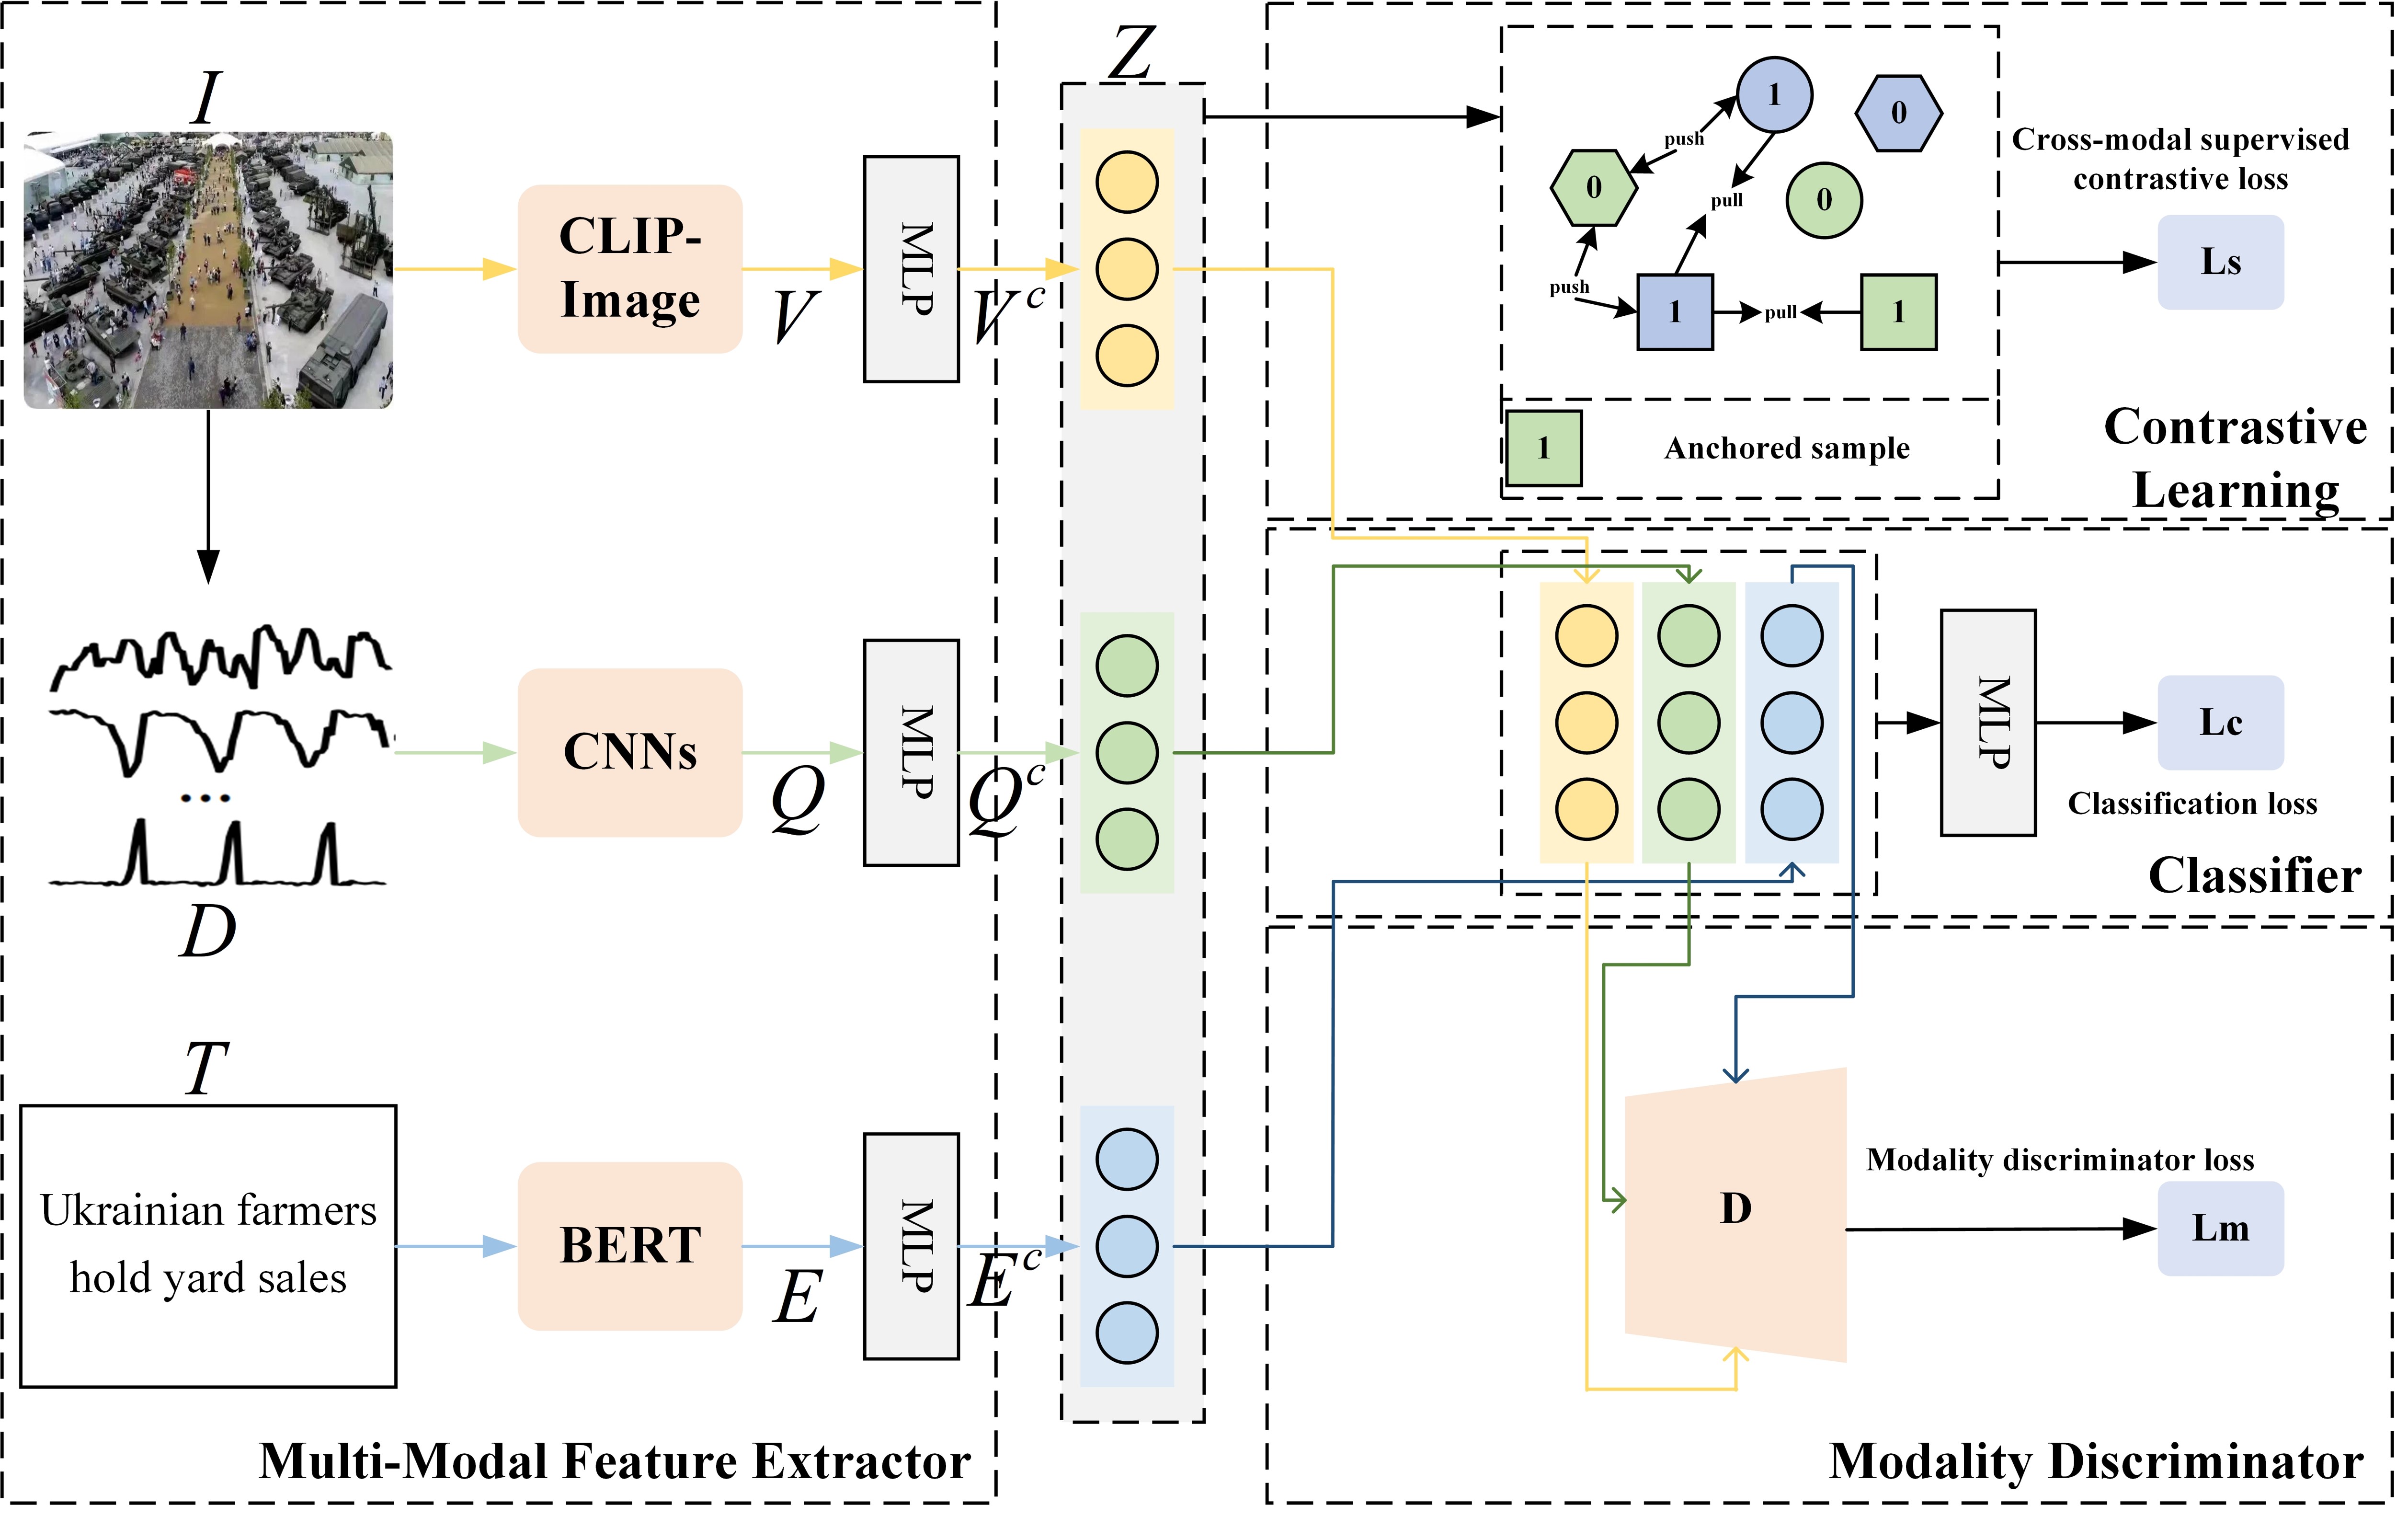 I
CLIP-
Image
V
MLP
V^c
D
CNNs
Q
MLP
Q^c
T
Ukrainian farmers
hold yard sales
BERT
E
MLP
E^c
Multi-Modal Feature Extractor
Z
1
0
push
0
pull
0
push
1
pull
1
1
Anchored sample
Cross-modal supervised
contrastive loss
Ls
Contrastive
Learning
MLP
Lc
Classification loss
Classifier
D
Modality discriminator loss
Lm
Modality Discriminator